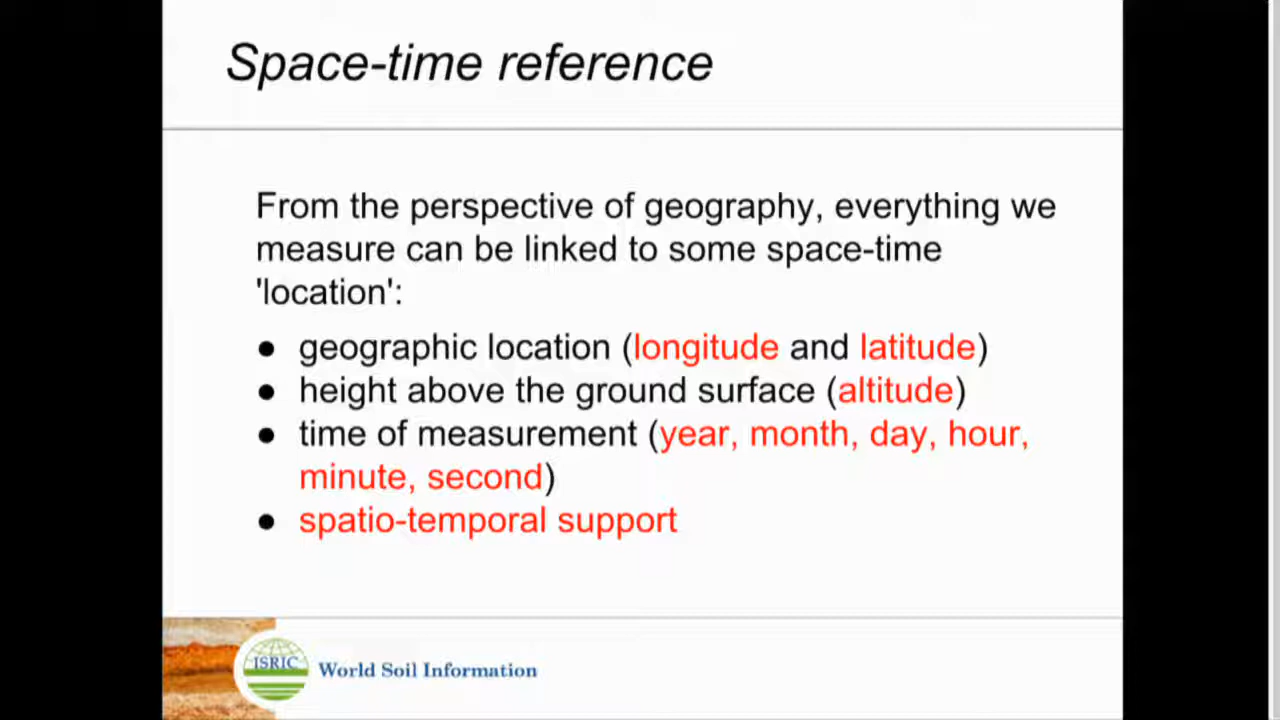 Space-time reference
From the perspective of geography, everything we
measure can be linked to some space-time
'location':
● geographic location (longitude and latitude)
● height above the ground surface (altitude)
● time of measurement (year, month, day, hour,
minute, second)
● spatio-temporal support
ISRIC World Soil Information